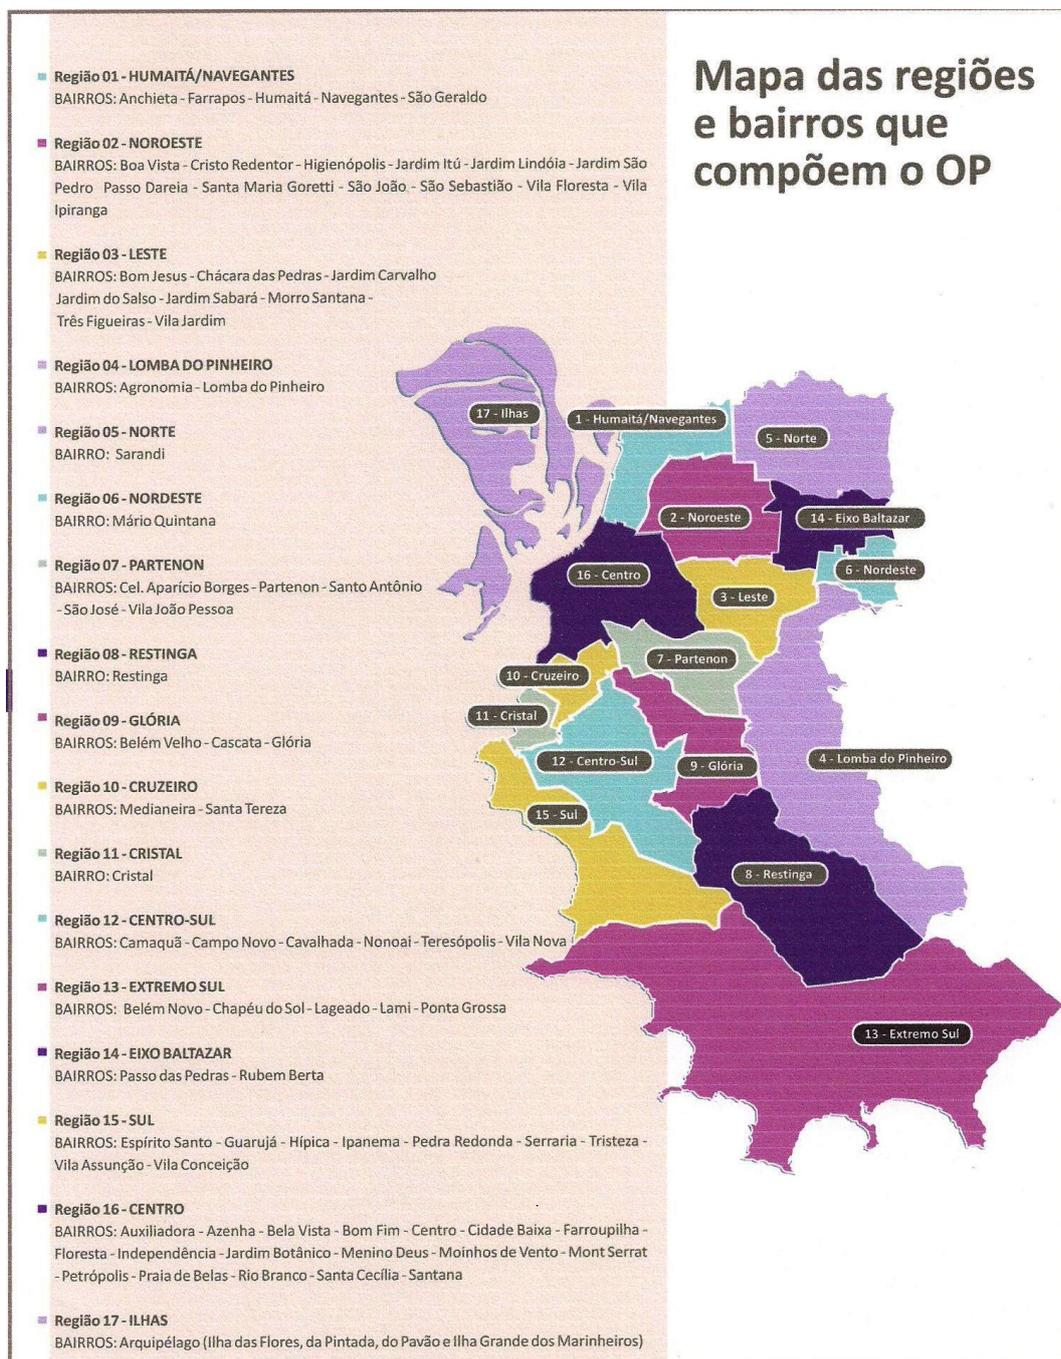 Mapa das regiões
e bairros que
compõem o OP
Região 01 - HUMAITÁ/NAVEGANTES
BAIRROS: Anchieta - Farrapos - Humaitá - Navegantes - São Geraldo
Região 02 - NOROESTE
BAIRROS: Boa Vista - Cristo Redentor - Higienópolis - Jardim Itú - Jardim Lindóia - Jardim São
Pedro Passo Dareia - Santa Maria Goretti - São João - São Sebastião - Vila Floresta - Vila
Ipiranga
Região 03 - LESTE
BAIRROS: Bom Jesus - Chácara das Pedras - Jardim Carvalho
Jardim do Salso - Jardim Sabará - Morro Santana -
Três Figueiras - Vila Jardim
Região 04 - LOMBA DO PINHEIRO
BAIRROS: Agronomia - Lomba do Pinheiro
Região 05 - NORTE
BAIRRO: Sarandi
Região 06 - NORDESTE
BAIRRO: Mário Quintana
Região 07 - PARTENON
BAIRROS: Cel. Aparício Borges - Partenon - Santo Antônio
- São José - Vila João Pessoa
Região 08 - RESTINGA
BAIRRO: Restinga
Região 09 - GLÓRIA
BAIRROS: Belém Velho - Cascata - Glória
Região 10 - CRUZEIRO
BAIRROS: Medianeira - Santa Tereza
Região 11 - CRISTAL
BAIRRO: Cristal
Região 12 - CENTRO-SUL
BAIRROS: Camaquã - Campo Novo - Cavalhada - Nonoai - Teresópolis - Vila Nova
Região 13 - EXTREMO SUL
BAIRROS: Belém Novo - Chapéu do Sol - Lageado - Lami - Ponta Grossa
Região 14 - EIXO BALTAZAR
BAIRROS: Passo das Pedras - Rubem Berta
Região 15 - SUL
BAIRROS: Espírito Santo - Guarujá - Hípica - Ipanema - Pedra Redonda - Serraria - Tristeza -
Vila Assunção - Vila Conceição
Região 16 - CENTRO
BAIRROS: Auxiliadora - Azenha - Bela Vista - Bom Fim - Centro - Cidade Baixa - Farroupilha -
Floresta - Independência - Jardim Botânico - Menino Deus - Moinhos de Vento - Mont Serrat
- Petrópolis - Praia de Belas - Rio Branco - Santa Cecília - Santana
Região 17 - ILHAS
BAIRROS: Arquipélago (Ilha das Flores, da Pintada, do Pavão e Ilha Grande dos Marinheiros)
17 - Ilhas
1 - Humaitá/Navegantes
5 - Norte
2 - Noroeste
14 - Eixo Baltazar
16 - Centro
6 - Nordeste
3 - Leste
7 - Partenon
10 - Cruzeiro
11 - Cristal
12 - Centro-Sul
9 - Glória
4 - Lomba do Pinheiro
15 - Sul
8 - Restinga
13 - Extremo Sul